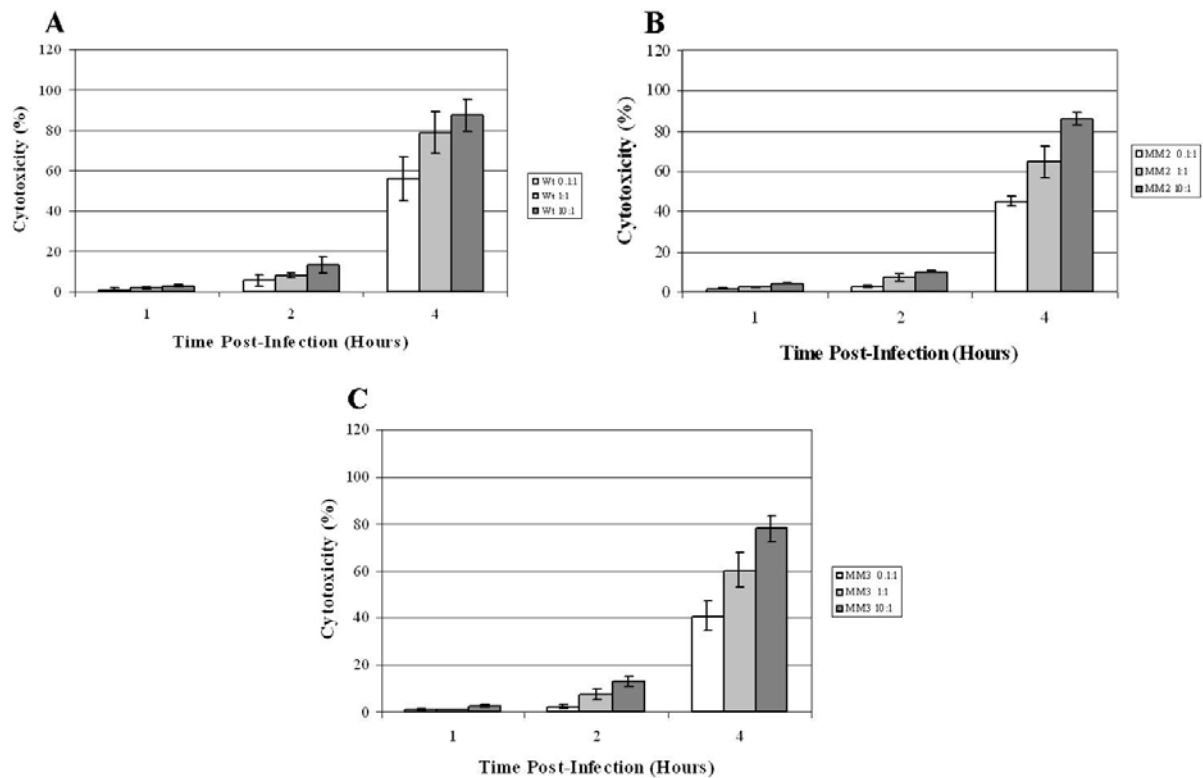 A
120
100
80
60
40
20
0
Cytotoxicity (%)
1 2 4
Time Post-Infection (Hours)
Wt 0.1:1
Wt 1:1
Wt 10:1
B
120
100
80
60
40
20
0
Cytotoxicity (%)
1 2 4
Time Post-Infection (Hours)
MM2 0.1:1
MM2 1:1
MM2 10:1
C
120
100
80
60
40
20
0
Cytotoxicity (%)
1 2 4
Time Post-Infection (Hours)
MM3 0.1:1
MM3 1:1
MM3 10:1